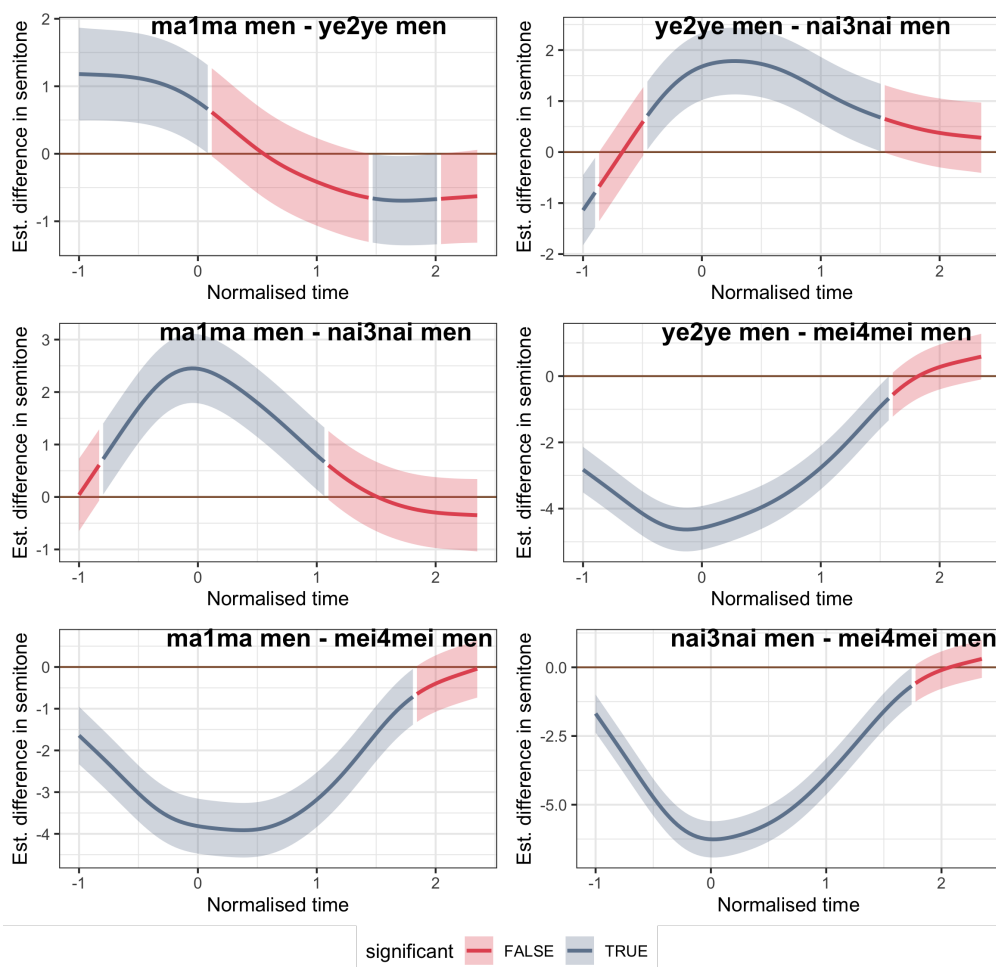 ma1ma men - ye2ye men
2
1
0
-1
Est. difference in semitone
-1 0 1 2
Normalised time
ye2ye men - nai3nai men
2
1
0
-1
-2
Est. difference in semitone
-1 0 1 2
Normalised time
ma1ma men - nai3nai men
3
2
1
0
-1
Est. difference in semitone
-1 0 1 2
Normalised time
ye2ye men - mei4mei men
0
-2
-4
Est. difference in semitone
-1 0 1 2
Normalised time
ma1ma men - mei4mei men
0
-1
-2
-3
-4
Est. difference in semitone
-1 0 1 2
Normalised time
nai3nai men - mei4mei men
0.0
-2.5
-5.0
Est. difference in semitone
-1 0 1 2
Normalised time
significant FALSE TRUE